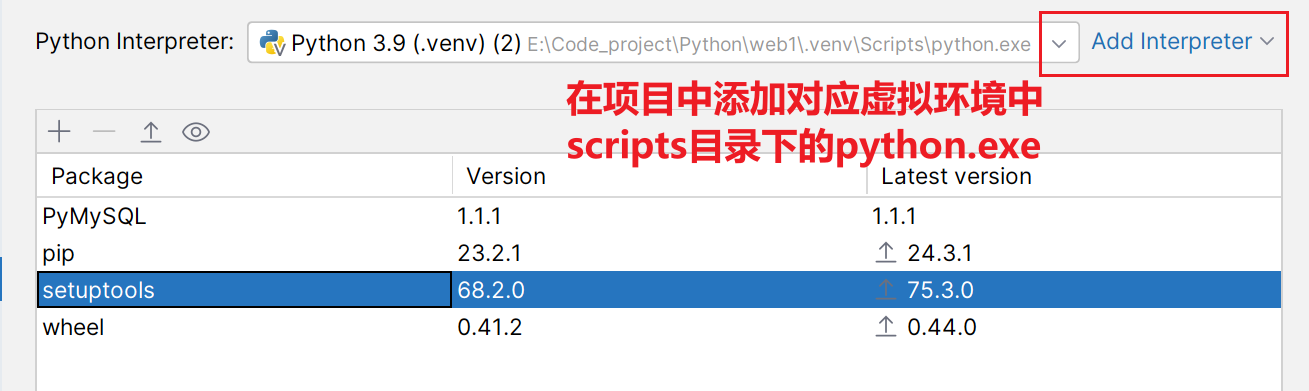 Python Interpreter: Python 3.9 (.venv) (2) E:\Code_project\Python\web1\.venv\Scripts\python.exe Add Interpreter
在项目中添加对应虚拟环境中
scripts目录下的python.exe
Package Version Latest version
PyMySQL 1.1.1 1.1.1
pip 23.2.1 24.3.1
setuptools 68.2.0 75.3.0
wheel 0.41.2 0.44.0